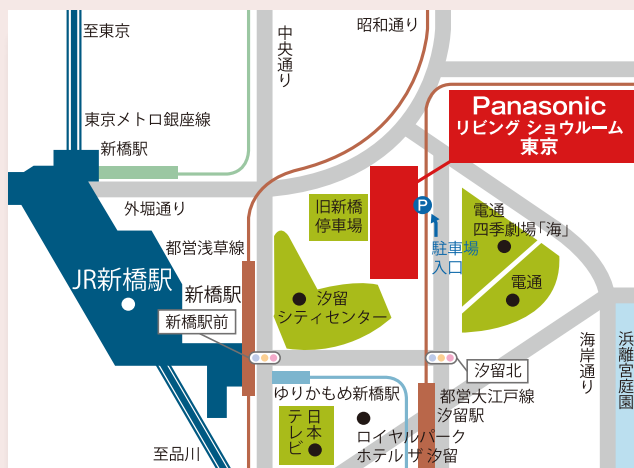 至東京
中央通り
昭和通り
東京メトロ銀座線
新橋駅
Panasonic
リビング ショウルーム
東京
外堀通り
旧新橋
停車場
P
電通
四季劇場「海」
都営浅草線
新橋駅
駐車場
入口
JR新橋駅
電通
汐留
シティセンター
新橋駅前
海岸通り
浜離宮庭園
汐留北
ゆりかもめ新橋駅
都営大江戸線
汐留駅
日本
テレビ
ロイヤルパーク
ホテル ザ 汐留
至品川